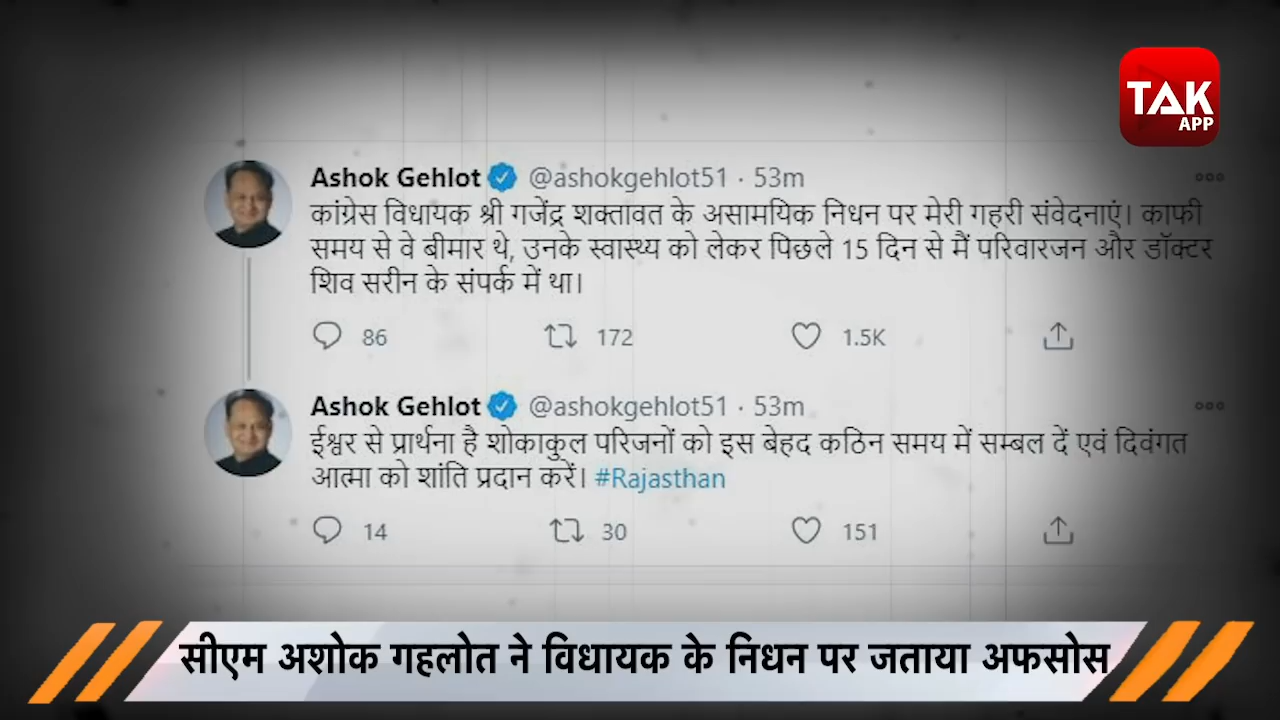 TAK
APP
Ashok Gehlot @ashokgehlot51 · 53m
कांग्रेस विधायक श्री गजेंद्र शक्तावत के असामयिक निधन पर मेरी गहरी संवेदनाएं। काफी
समय से वे बीमार थे, उनके स्वास्थ्य को लेकर पिछले 15 दिन से मैं परिवारजन और डॉक्टर
शिव सरीन के संपर्क में था।
86 172 1.5K
Ashok Gehlot @ashokgehlot51 · 53m
ईश्वर से प्रार्थना है शोकाकुल परिजनों को इस बेहद कठिन समय में सम्बल दें एवं दिवंगत
आत्मा को शांति प्रदान करें। #Rajasthan
14 30 151
सीएम अशोक गहलोत ने विधायक के निधन पर जताया अफसोस